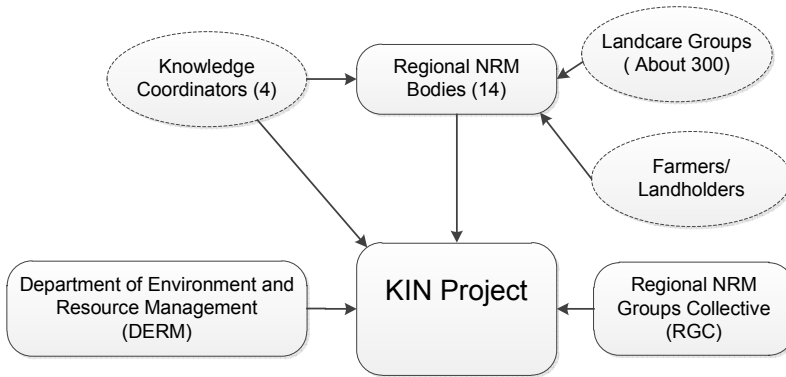 Knowledge
Coordinators (4)
Regional NRM
Bodies (14)
Landcare Groups
( About 300)
Farmers/
Landholders
Department of Environment and
Resource Management
(DERM)
KIN Project
Regional NRM
Groups Collective
(RGC)